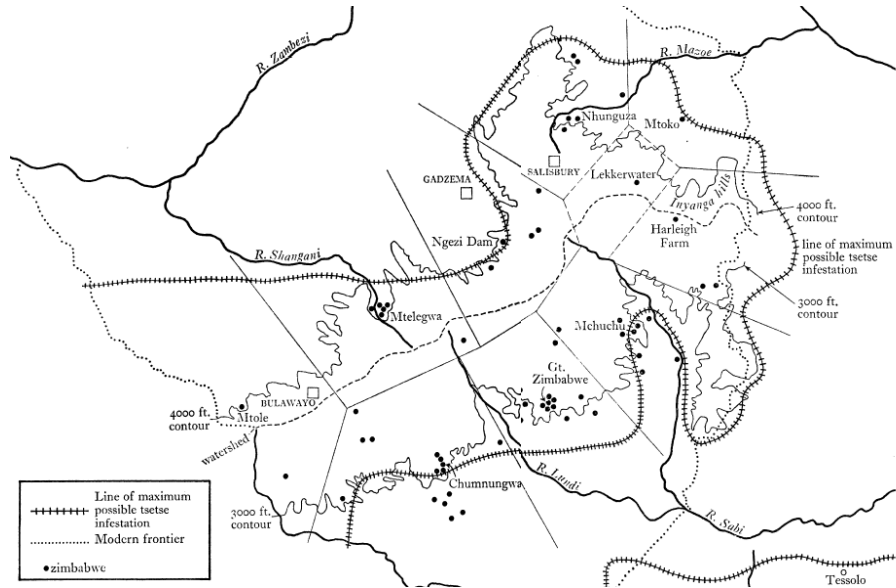 R. Zambezi
R. Mazoe
Nhunguza
Mtoko
SALISBURY
GADZEMA
Lekkerwater
Inyanga hills
4000 ft.
contour
Harleigh
Farm
Ngezi Dam
line of maximum
possible tsetse
infestation
R. Shangani
3000 ft.
contour
Mtelegwa
Mchuchu
Gt.
Zimbabwe
BULAWAYO
4000 ft.
contour
Mtole
watershed
Chumnungwa
R. Lundi
3000 ft.
contour
R. Sabi
Line of maximum
possible tsetse
infestation
Modern frontier
zimbabwe
Tessolo